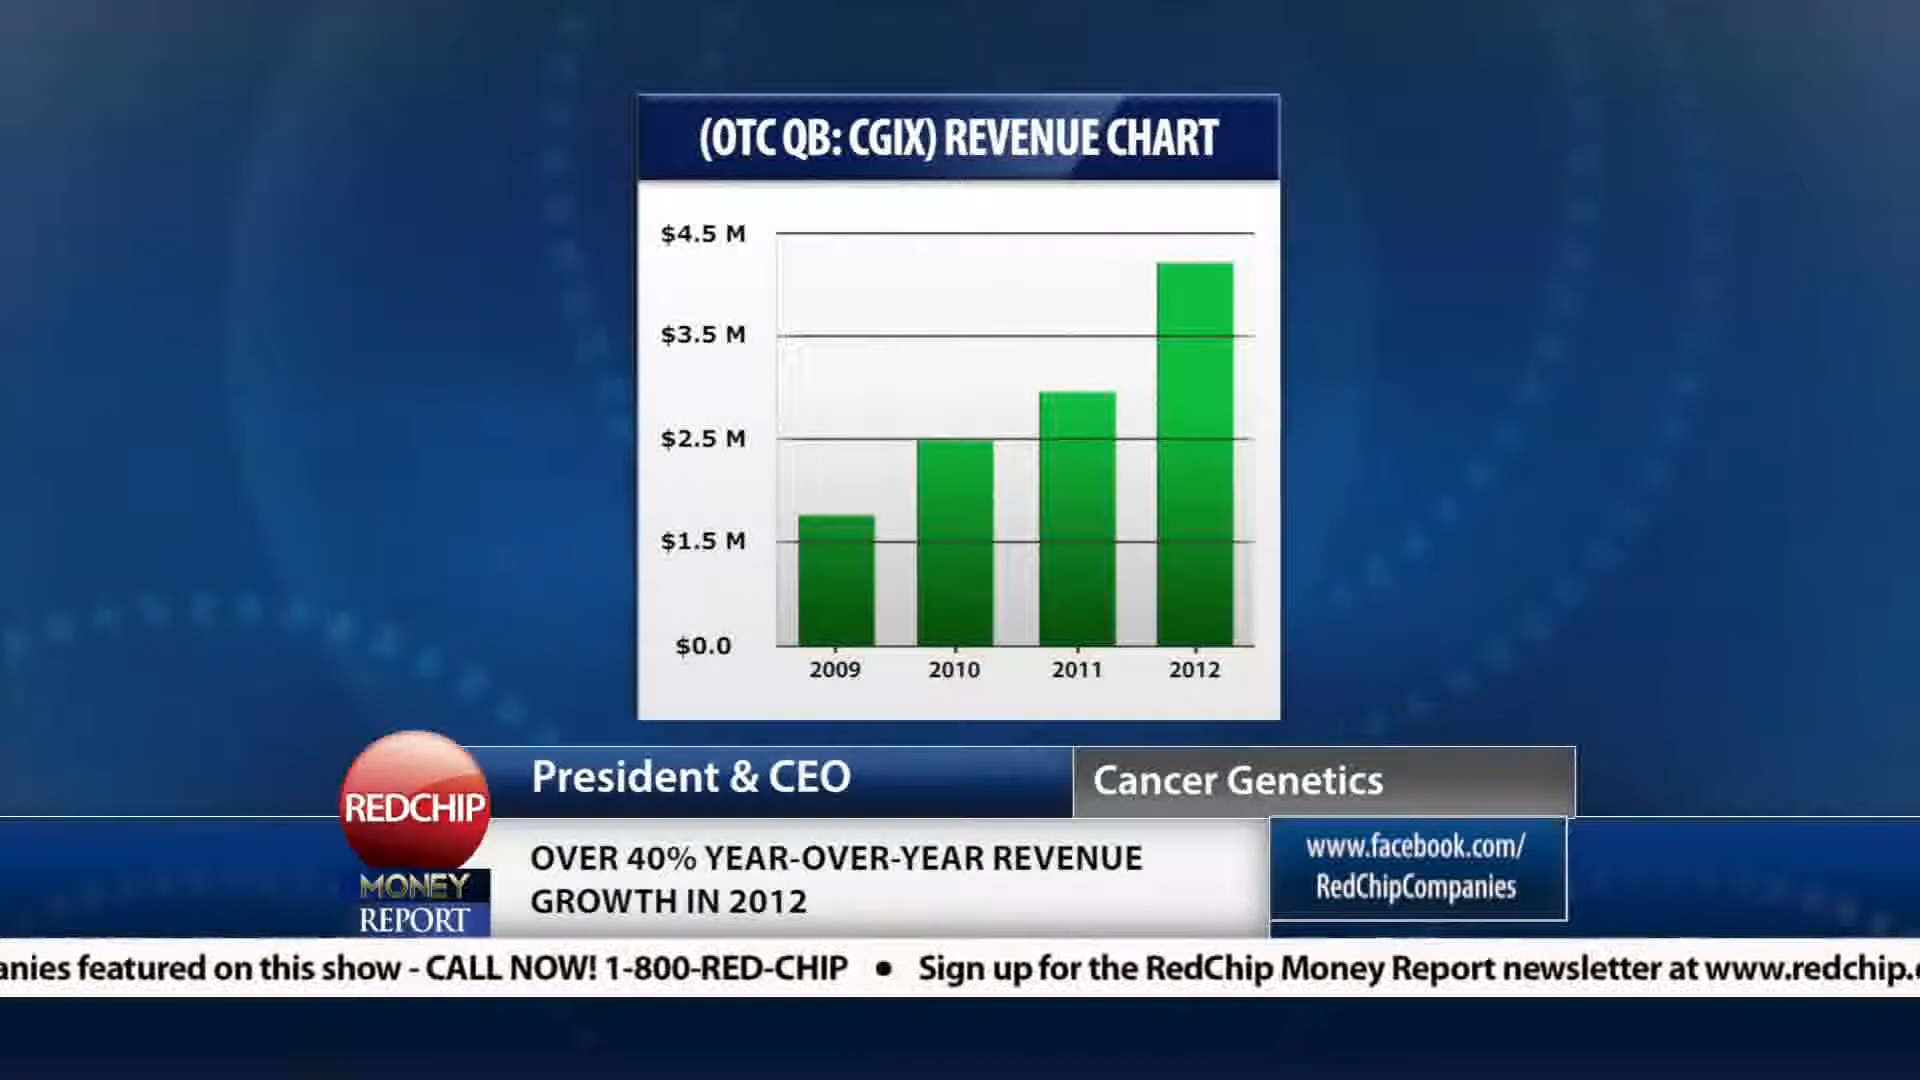 (OTC QB: CGIX) REVENUE CHART
$4.5 M
$3.5 M
$2.5 M
$1.5 M
$0.0
2009 2010 2011 2012
President & CEO
Cancer Genetics
REDCHIP
MONEY
REPORT
OVER 40% YEAR-OVER-YEAR REVENUE
GROWTH IN 2012
www.facebook.com/
RedChipCompanies
anies featured on this show - CALL NOW! 1-800-RED-CHIP • Sign up for the RedChip Money Report newsletter at www.redchip.